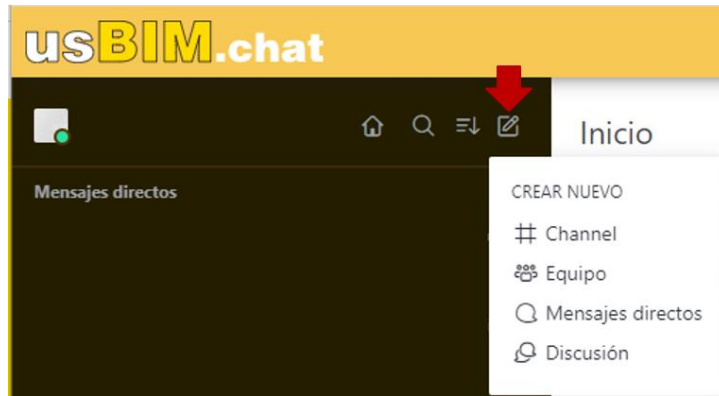 usBIM.chat
Inicio
Mensajes directos
CREAR NUEVO
Channel
Equipo
Mensajes directos
Discusión